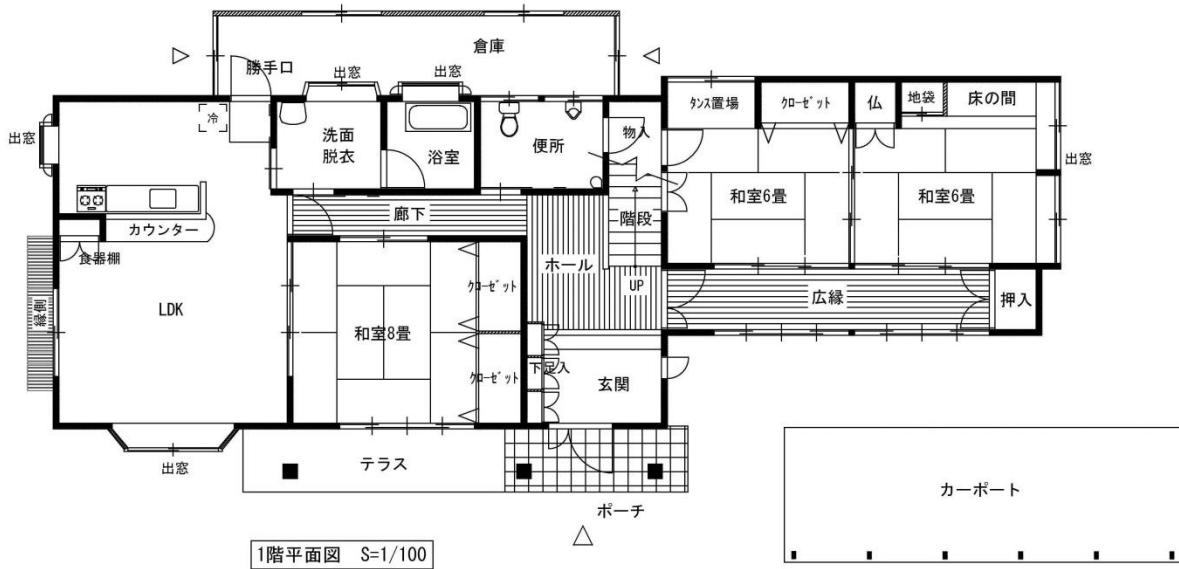 倉庫
勝手口
出窓
出窓
冷
洗面
脱衣
浴室
便所
物入
ﾀﾝｽ置場
ｸﾛｰｾﾞｯﾄ
仏
地袋
床の間
出窓
出窓
和室6畳
和室6畳
カウンター
食器棚
廊下
階段
ホール
UP
広縁
押入
縁側
LDK
和室8畳
ｸﾛｰｾﾞｯﾄ
ｸﾛｰｾﾞｯﾄ
下足入
玄関
出窓
テラス
ポーチ
カーポート
1階平面図 S=1/100